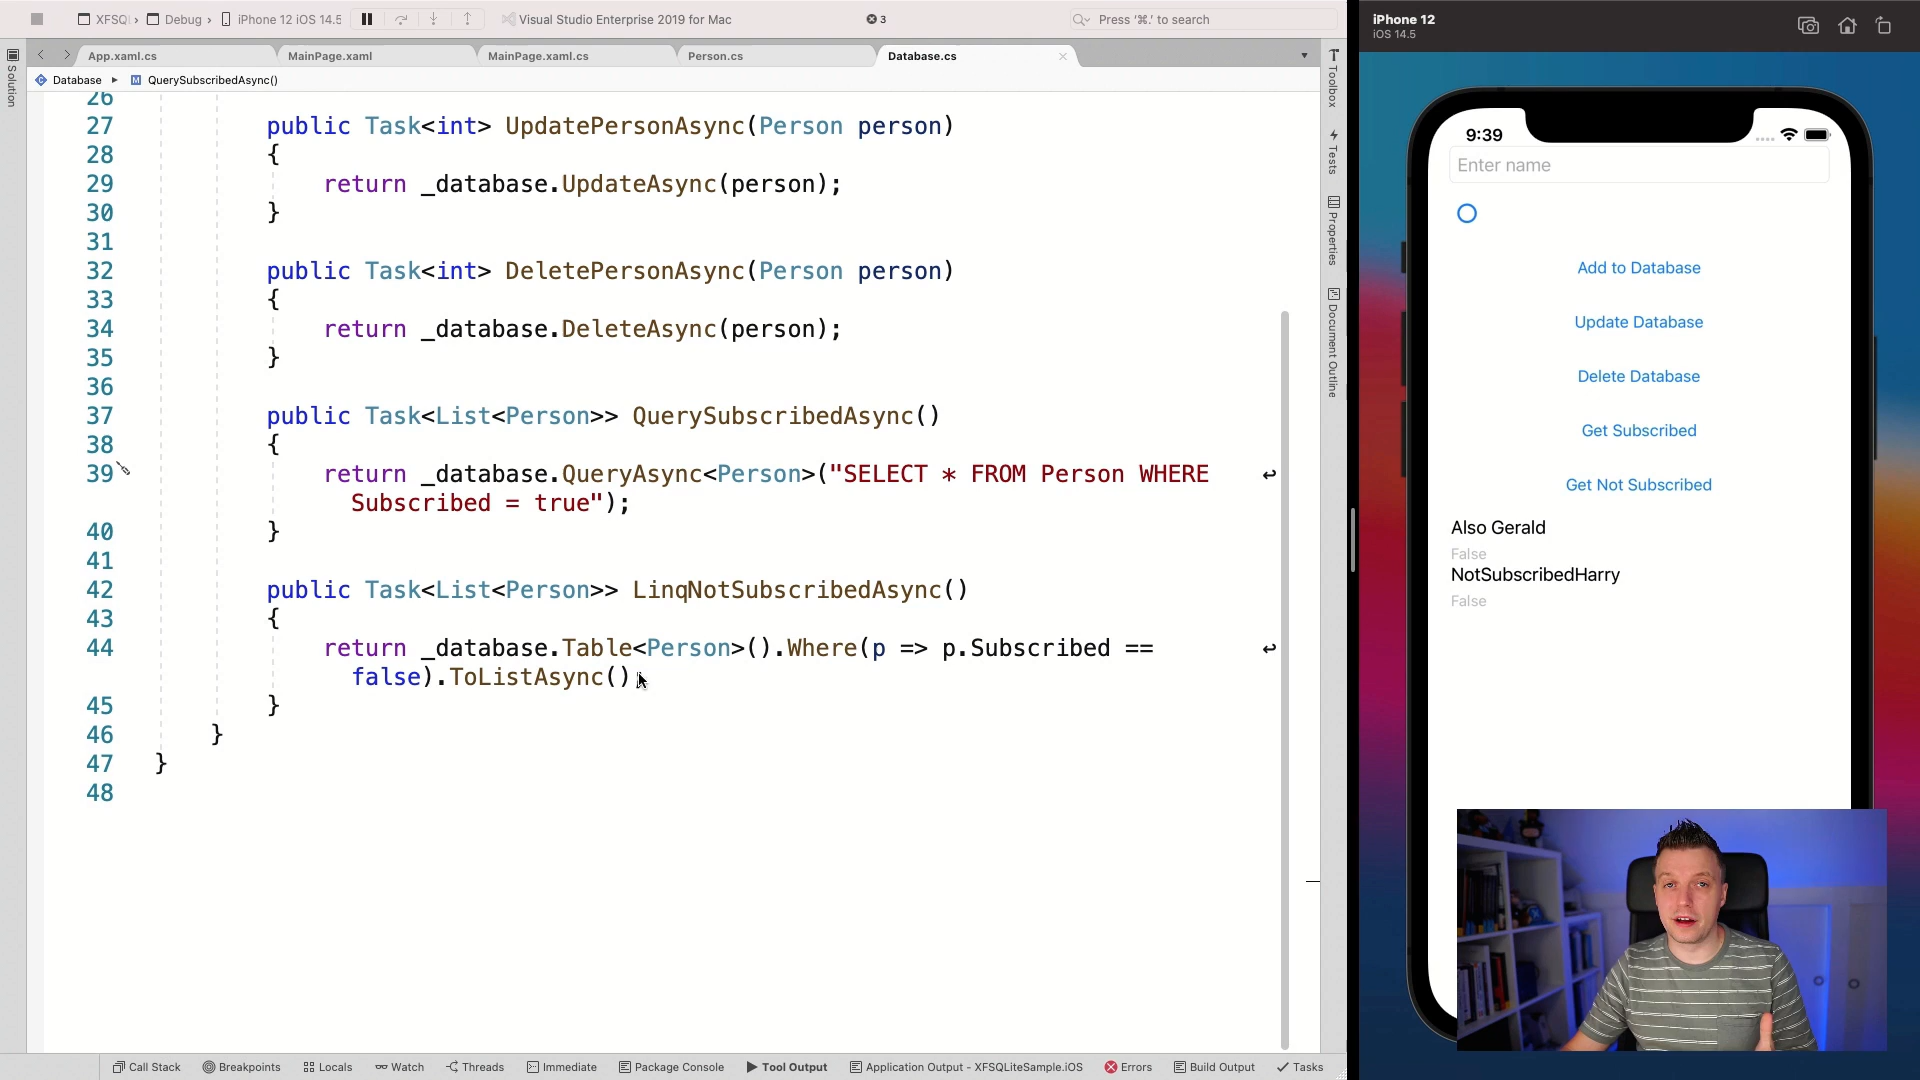 XFSQ › Debug › iPhone 12 iOS 14.5
Visual Studio Enterprise 2019 for Mac
3
Press '⌘.' to search
Solution
App.xaml.cs
MainPage.xaml
MainPage.xaml.cs
Person.cs
Database.cs
Database ▸ QuerySubscribedAsync()
26
27 public Task<int> UpdatePersonAsync(Person person)
28 {
29 return _database.UpdateAsync(person);
30 }
31
32 public Task<int> DeletePersonAsync(Person person)
33 {
34 return _database.DeleteAsync(person);
35 }
36
37 public Task<List<Person>> QuerySubscribedAsync()
38 {
39 return _database.QueryAsync<Person>("SELECT * FROM Person WHERE
Subscribed = true");
40 }
41
42 public Task<List<Person>> LinqNotSubscribedAsync()
43 {
44 return _database.Table<Person>().Where(p => p.Subscribed ==
false).ToListAsync()
45 }
46 }
47 }
48
Toolbox
Tests
Properties
Document Outline
Call Stack
Breakpoints
Locals
Watch
Threads
Immediate
Package Console
Tool Output
Application Output - XFSQLiteSample.iOS
Errors
Build Output
Tasks
iPhone 12
iOS 14.5
9:39
Enter name
Add to Database
Update Database
Delete Database
Get Subscribed
Get Not Subscribed
Also Gerald
False
NotSubscribedHarry
False